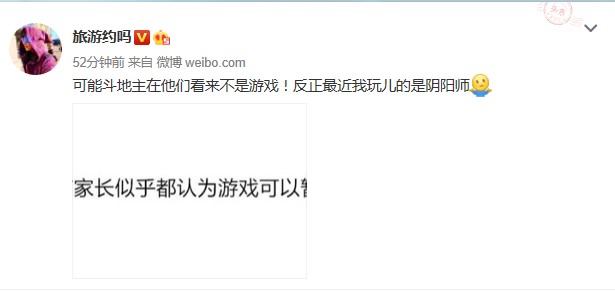 旅游约吗
52分钟前 来自 微博 weibo.com
可能斗地主在他们看来不是游戏！反正最近我玩儿的是阴阳师
家长似乎都认为游戏可以